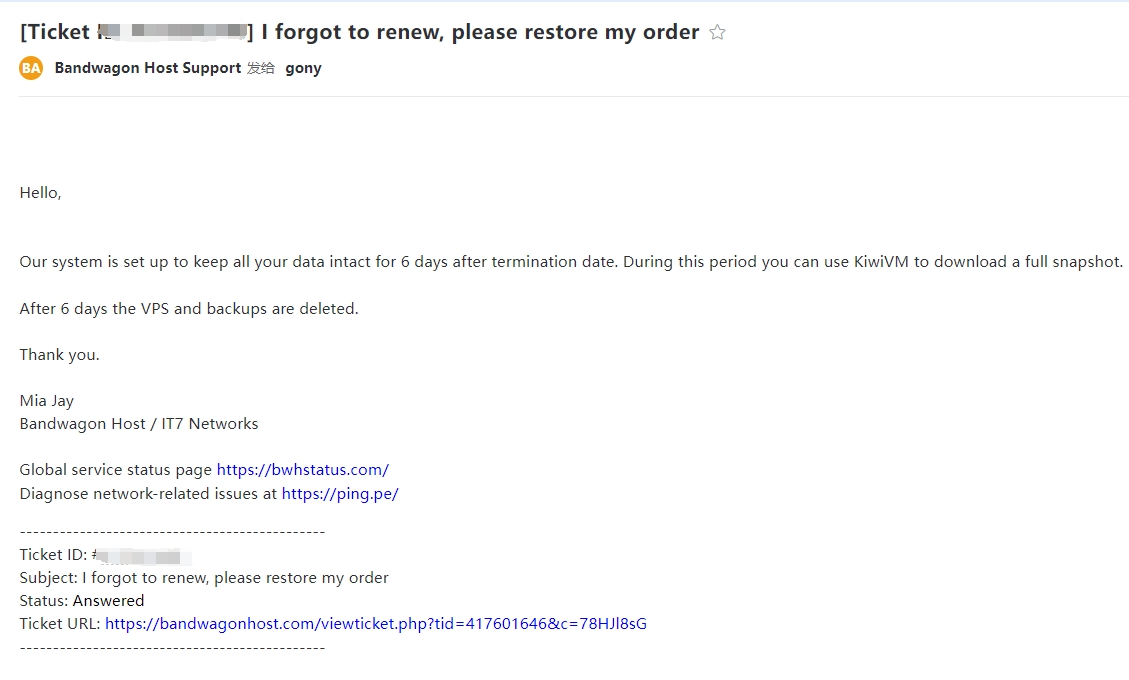 [Ticket ] I forgot to renew, please restore my order
BA
Bandwagon Host Support 发给 gony
Hello,
Our system is set up to keep all your data intact for 6 days after termination date. During this period you can use KiwiVM to download a full snapshot.
After 6 days the VPS and backups are deleted.
Thank you.
Mia Jay
Bandwagon Host / IT7 Networks
Global service status page https://bwhstatus.com/
Diagnose network-related issues at https://ping.pe/
----------------------------------------------
Ticket ID: #
Subject: I forgot to renew, please restore my order
Status: Answered
Ticket URL: https://bandwagonhost.com/viewticket.php?tid=417601646&c=78HJl8sG
----------------------------------------------